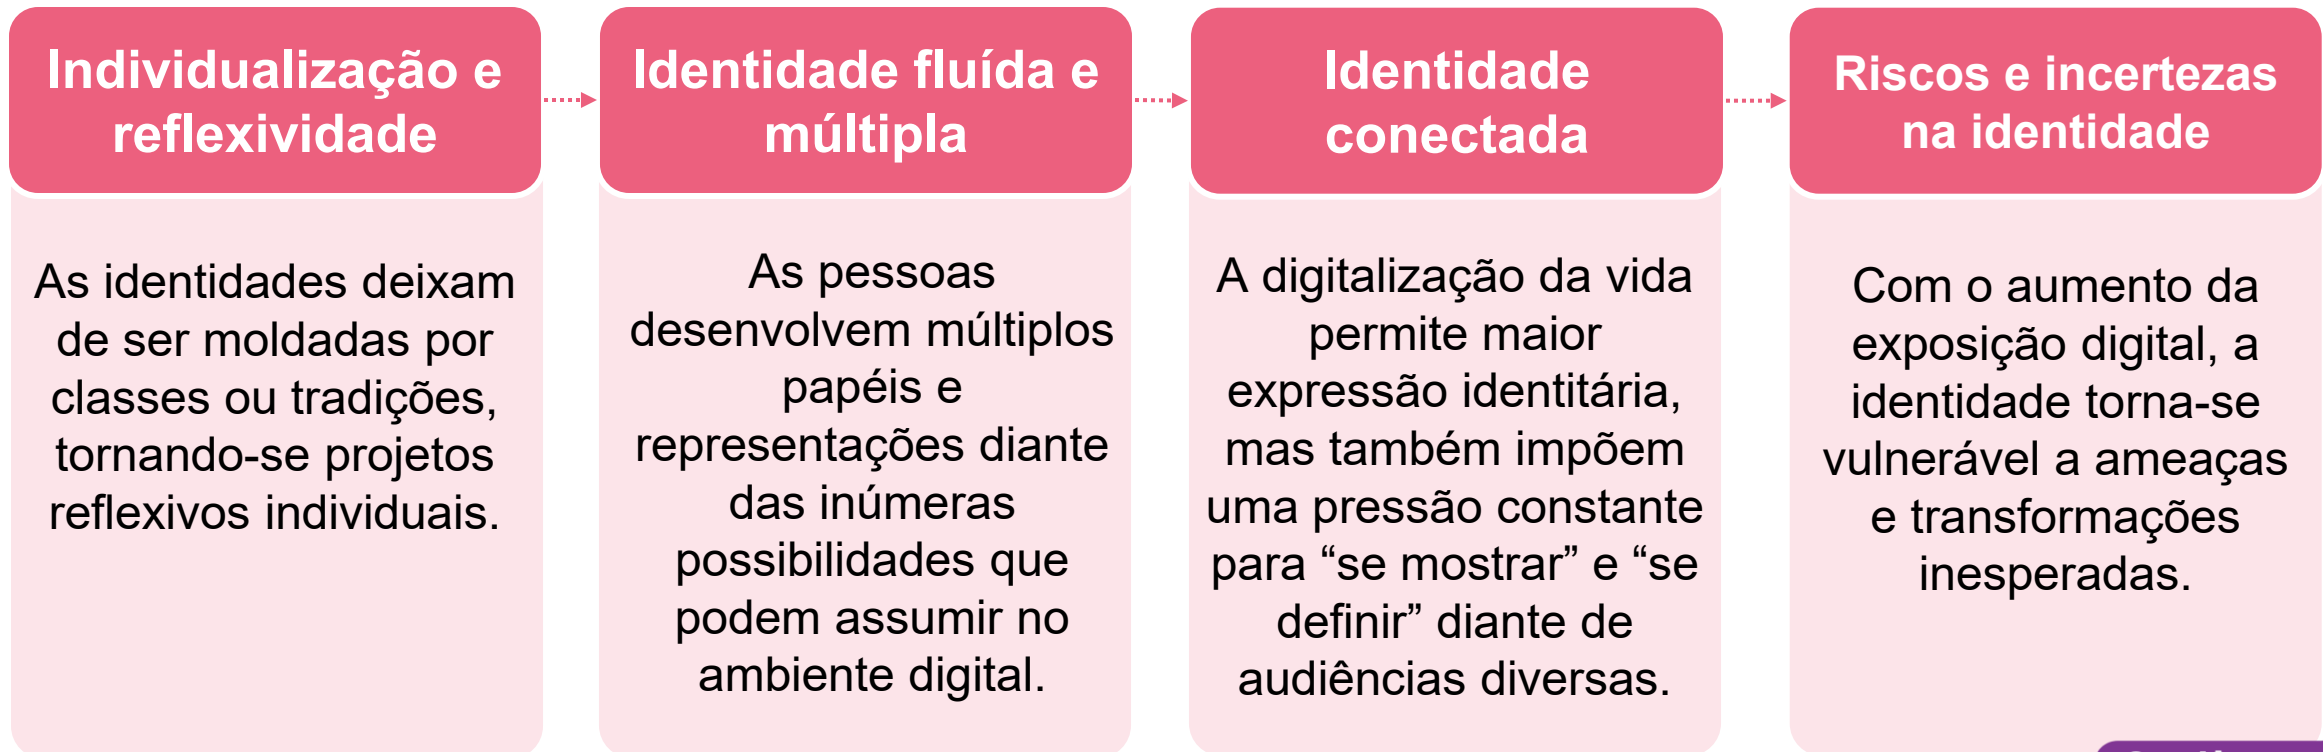 Individualização e
reflexividade
As identidades deixam
de ser moldadas por
classes ou tradições,
tornando-se projetos
reflexivos individuais.
Identidade fluída e
múltipla
As pessoas
desenvolvem múltiplos
papéis e
representações diante
das inúmeras
possibilidades que
podem assumir no
ambiente digital.
Identidade
conectada
A digitalização da vida
permite maior
expressão identitária,
mas também impõem
uma pressão constante
para “se mostrar” e “se
definir” diante de
audiências diversas.
Riscos e incertezas
na identidade
Com o aumento da
exposição digital, a
identidade torna-se
vulnerável a ameaças
e transformações
inesperadas.